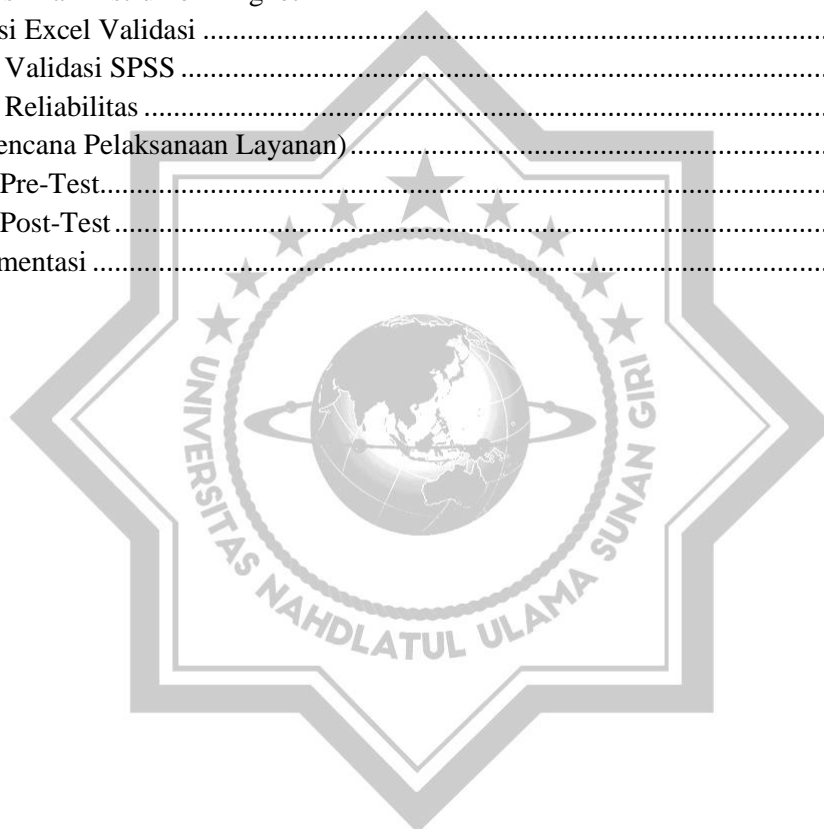 si Excel Validasi ....................................................................................
Validasi SPSS .......................................................................................
Reliabilitas ............................................................................................
encana Pelaksanaan Layanan)................................................................
Pre-Test..................................................................................................
Post-Test ................................................................................................
mentasi ...................................................................................................
UNIVERSITAS NAHDLATUL ULAMA SUNAN GIRI